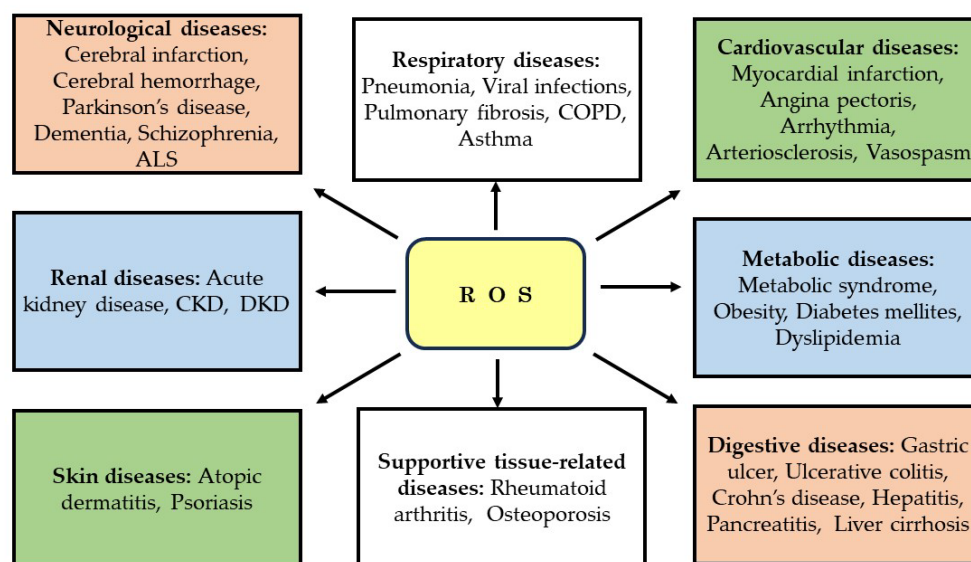 Neurological diseases:
Cerebral infarction,
Cerebral hemorrhage,
Parkinson's disease,
Dementia, Schizophrenia,
ALS
Respiratory diseases:
Pneumonia, Viral infections,
Pulmonary fibrosis, COPD,
Asthma
Cardiovascular diseases:
Myocardial infarction,
Angina pectoris,
Arrhythmia,
Arteriosclerosis, Vasospasm
Renal diseases: Acute
kidney disease, CKD, DKD
R O S
Metabolic diseases:
Metabolic syndrome,
Obesity, Diabetes mellites,
Dyslipidemia
Skin diseases: Atopic
dermatitis, Psoriasis
Supportive tissue-related
diseases: Rheumatoid
arthritis, Osteoporosis
Digestive diseases: Gastric
ulcer, Ulcerative colitis,
Crohn's disease, Hepatitis,
Pancreatitis, Liver cirrhosis